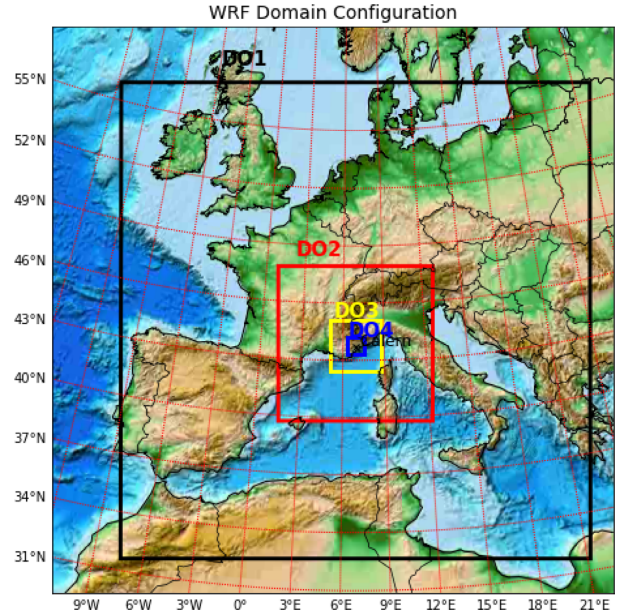 WRF Domain Configuration
DO1
55°N
52°N
49°N
46°N
DO2
43°N
DO3
DO4
Calern
40°N
37°N
34°N
31°N
9°W 6°W 3°W 0° 3°E 6°E 9°E 12°E 15°E 18°E 21°E